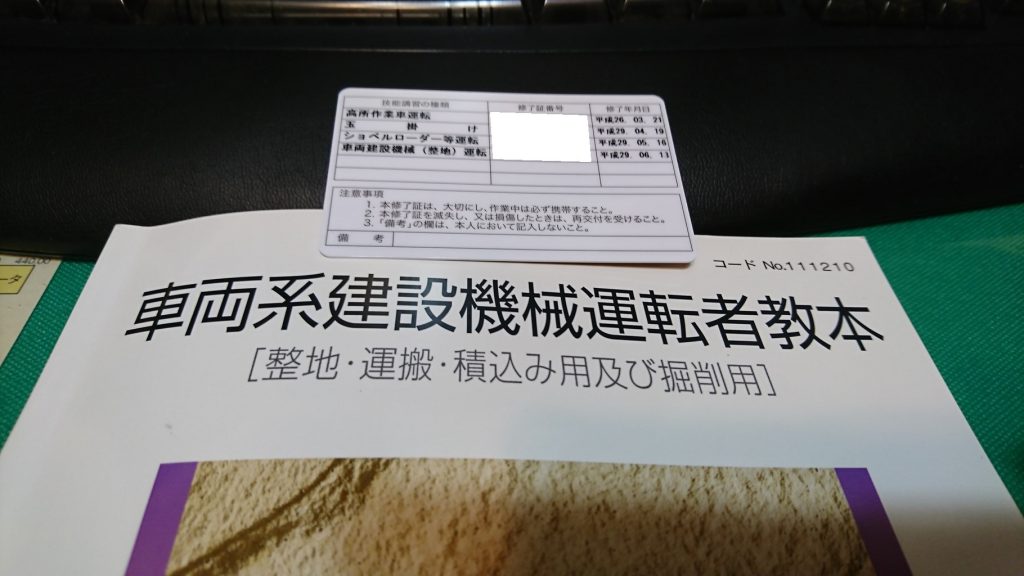 技能講習の種類 修了証番号 修了年月日
高所作業車運転 平成26. 03. 21
玉掛け 平成29. 04. 19
ショベルローダー等運転 平成29. 05. 16
車両建設機械(整地)運転 平成29. 06. 13
注意事項
1. 本修了証は、大切にし、作業中は必ず携帯すること。
2. 本修了証を滅失し、又は損傷したときは、再交付を受けること。
3. 「備考」の欄は、本人において記入しないこと。
備考
コード No.111210
車両系建設機械運転者教本
[整地・運搬・積込み用及び掘削用]
440.00
タ